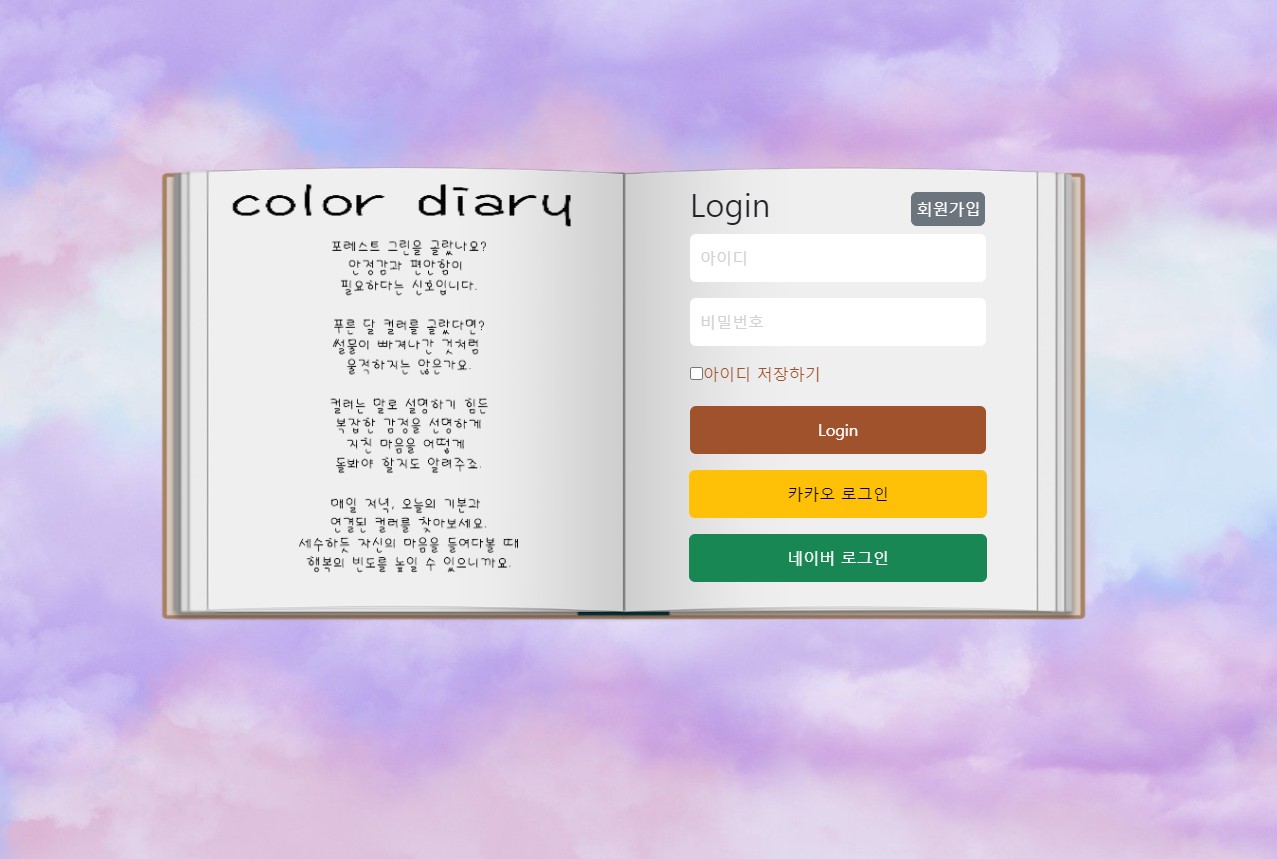 color diary
포레스트 그린을 골랐나요?
안정감과 편안함이
필요하다는 신호입니다.
푸른 달 컬러를 골랐다면?
썰물이 빠져나간 것처럼
울적하지는 않은가요.
컬러는 말로 설명하기 힘든
복잡한 감정을 선명하게
지친 마음을 어떻게
돌봐야 할지도 알려주죠.
매일 저녁, 오늘의 기분과
연결된 컬러를 찾아보세요.
세수하듯 자신의 마음을 들여다볼 때
행복의 빈도를 높일 수 있으니까요.
Login
회원가입
아이디
비밀번호
아이디 저장하기
Login
카카오 로그인
네이버 로그인